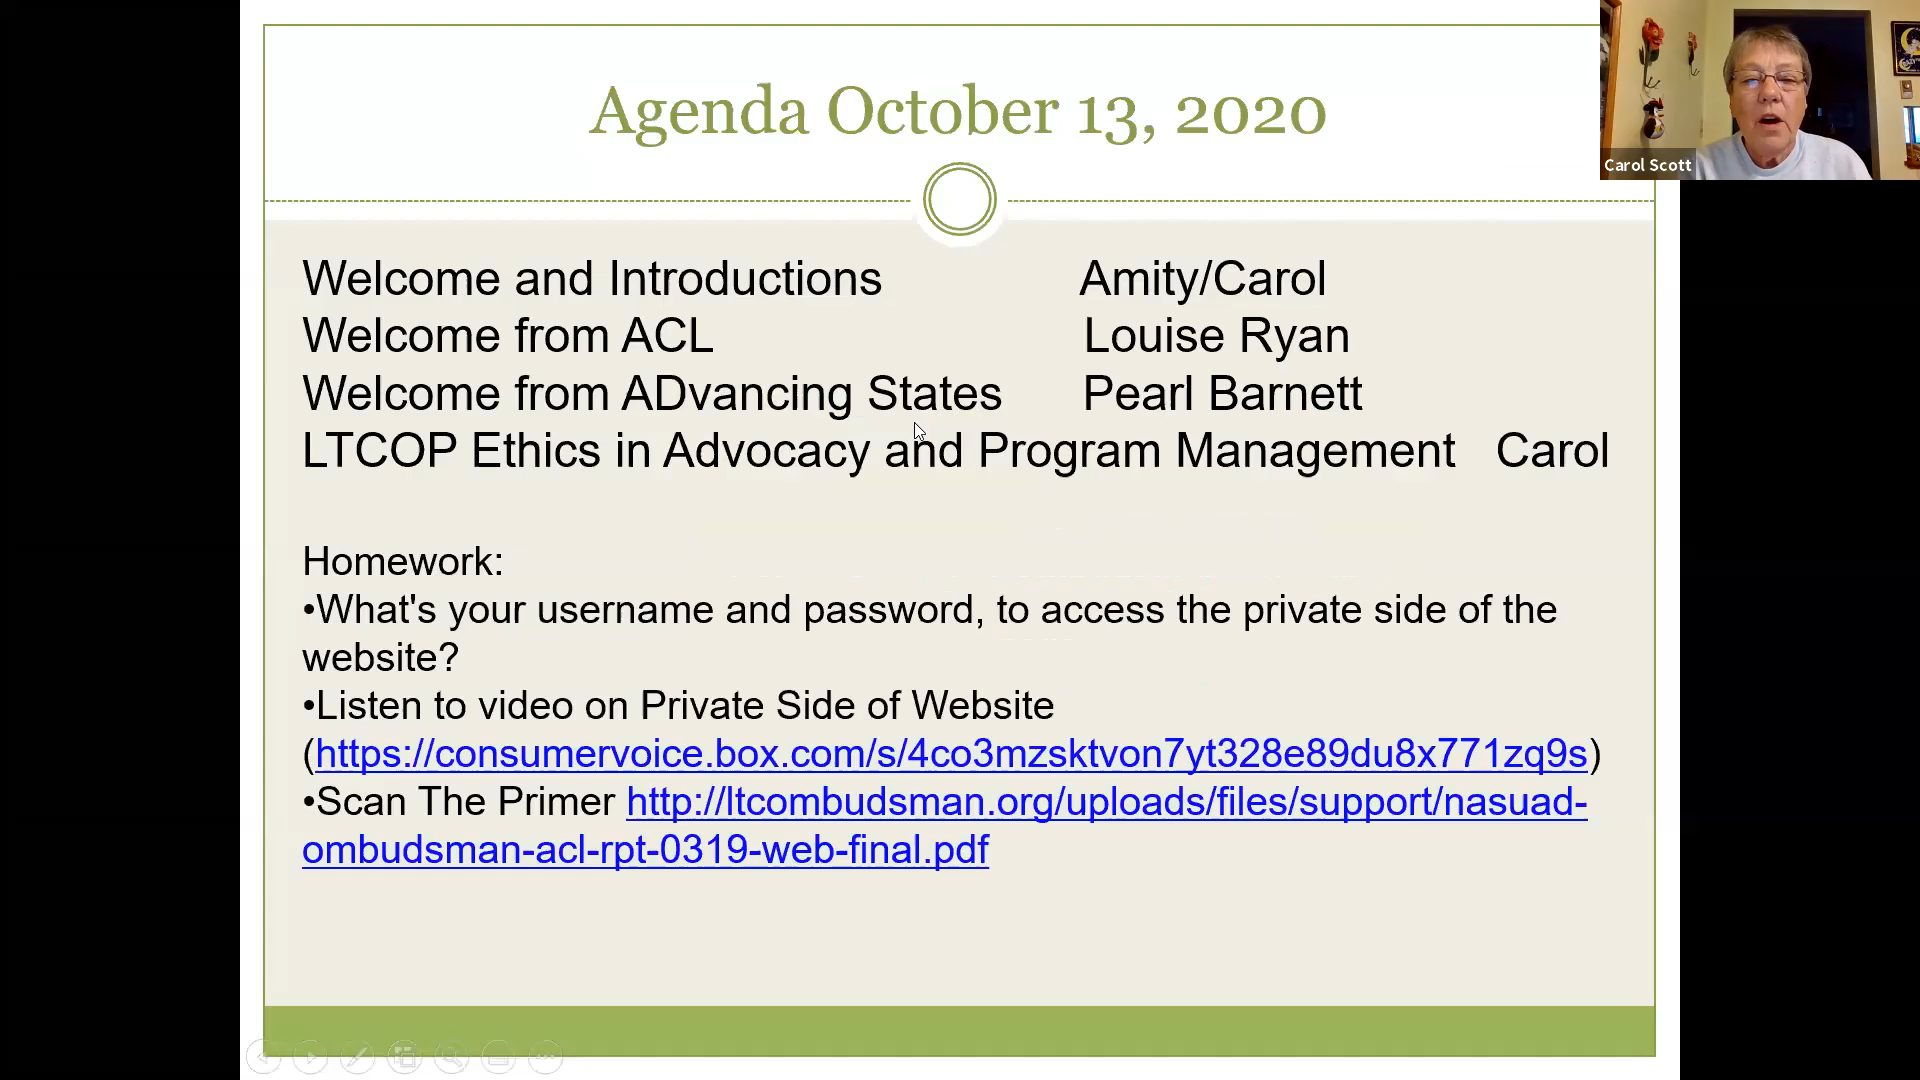 Agenda October 13, 2020
Carol Scott
Welcome and Introductions Amity/Carol
Welcome from ACL Louise Ryan
Welcome from ADvancing States Pearl Barnett
LTCOP Ethics in Advocacy and Program Management Carol
Homework:
•What's your username and password, to access the private side of the
website?
•Listen to video on Private Side of Website
(https://consumervoice.box.com/s/4co3mzsktvon7yt328e89du8x771zq9s)
•Scan The Primer http://ltcombudsman.org/uploads/files/support/nasuad-
ombudsman-acl-rpt-0319-web-final.pdf